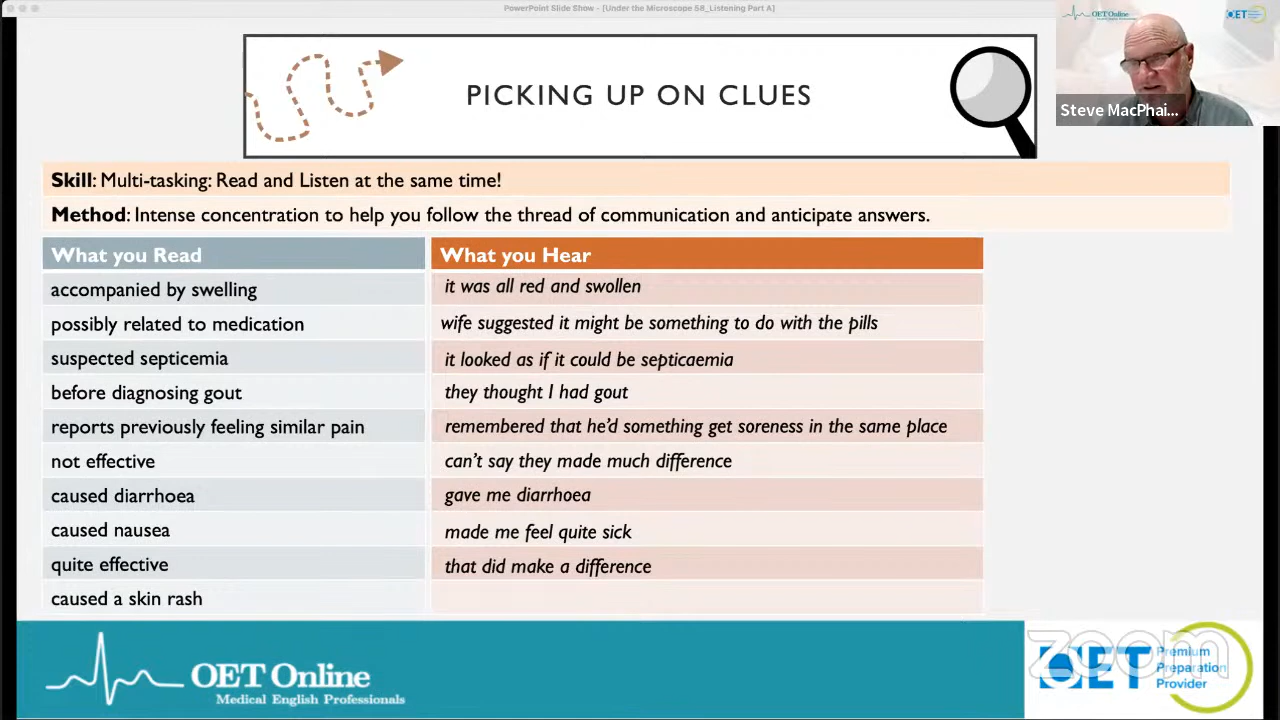 PowerPoint Slide Show - [Under the Microscope S8_Listening Part A]
OET Online
OET
PICKING UP ON CLUES
Steve MacPhai...
Skill: Multi-tasking: Read and Listen at the same time!
Method: Intense concentration to help you follow the thread of communication and anticipate answers.
What you Read
What you Hear
accompanied by swelling
it was all red and swollen
possibly related to medication
wife suggested it might be something to do with the pills
suspected septicemia
it looked as if it could be septicaemia
before diagnosing gout
they thought I had gout
reports previously feeling similar pain
remembered that he'd something get soreness in the same place
not effective
can't say they made much difference
caused diarrhoea
gave me diarrhoea
caused nausea
made me feel quite sick
quite effective
that did make a difference
caused a skin rash
OET Online
Medical English Professionals
zoom
OET
Premium
Preparation
Provider